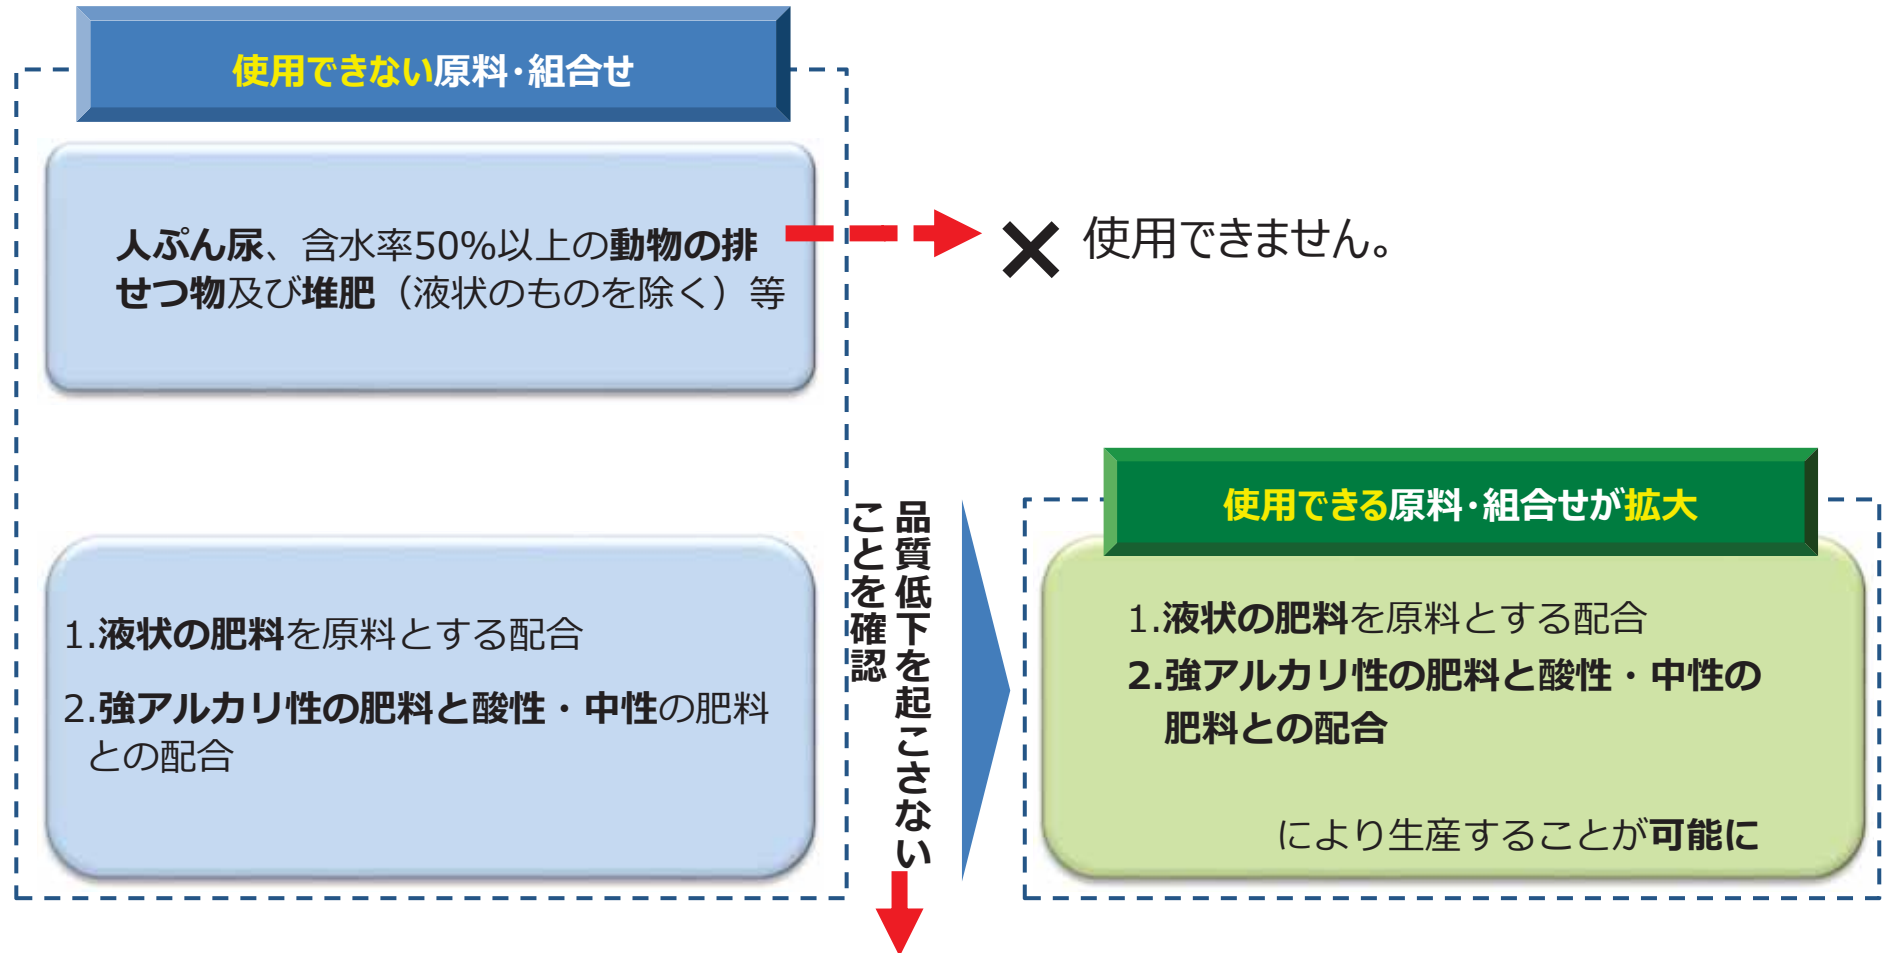 使用できない原料・組合せ
人ぷん尿、含水率50%以上の動物の排
せつ物及び堆肥（液状のものを除く）等
使用できません。
1.液状の肥料を原料とする配合
2.強アルカリ性の肥料と酸性・中性の肥料
との配合
品質低下を起こさない
ことを確認
使用できる原料・組合せが拡大
1.液状の肥料を原料とする配合
2.強アルカリ性の肥料と酸性・中性の
肥料との配合
により生産することが可能に